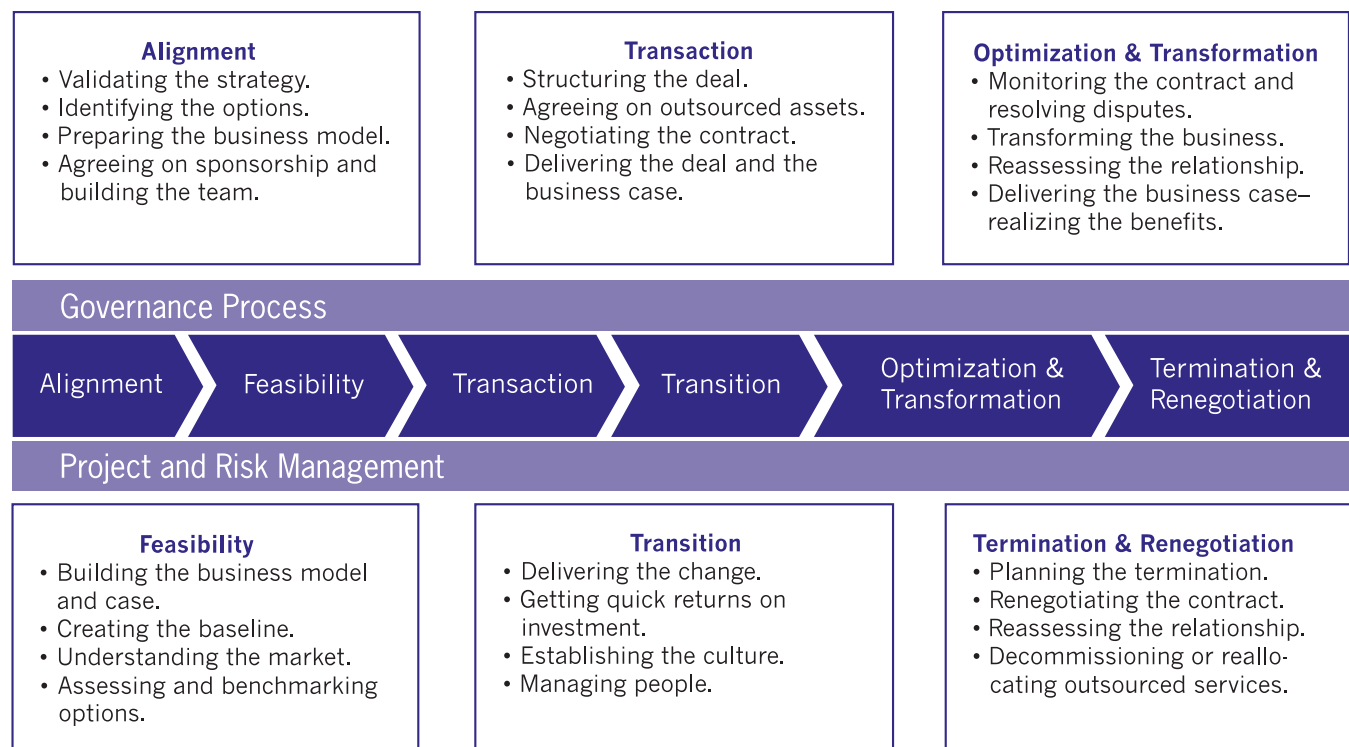 Alignment
• Validating the strategy.
• Identifying the options.
• Preparing the business model.
• Agreeing on sponsorship and
building the team.
Transaction
• Structuring the deal.
• Agreeing on outsourced assets.
• Negotiating the contract.
• Delivering the deal and the
business case.
Optimization & Transformation
• Monitoring the contract and
resolving disputes.
• Transforming the business.
• Reassessing the relationship.
• Delivering the business case–
realizing the benefits.
Governance Process
Alignment
Feasibility
Transaction
Transition
Optimization &
Transformation
Termination &
Renegotiation
Project and Risk Management
Feasibility
• Building the business model
and case.
• Creating the baseline.
• Understanding the market.
• Assessing and benchmarking
options.
Transition
• Delivering the change.
• Getting quick returns on
investment.
• Establishing the culture.
• Managing people.
Termination & Renegotiation
• Planning the termination.
• Renegotiating the contract.
• Reassessing the relationship.
• Decommissioning or reallo-
cating outsourced services.